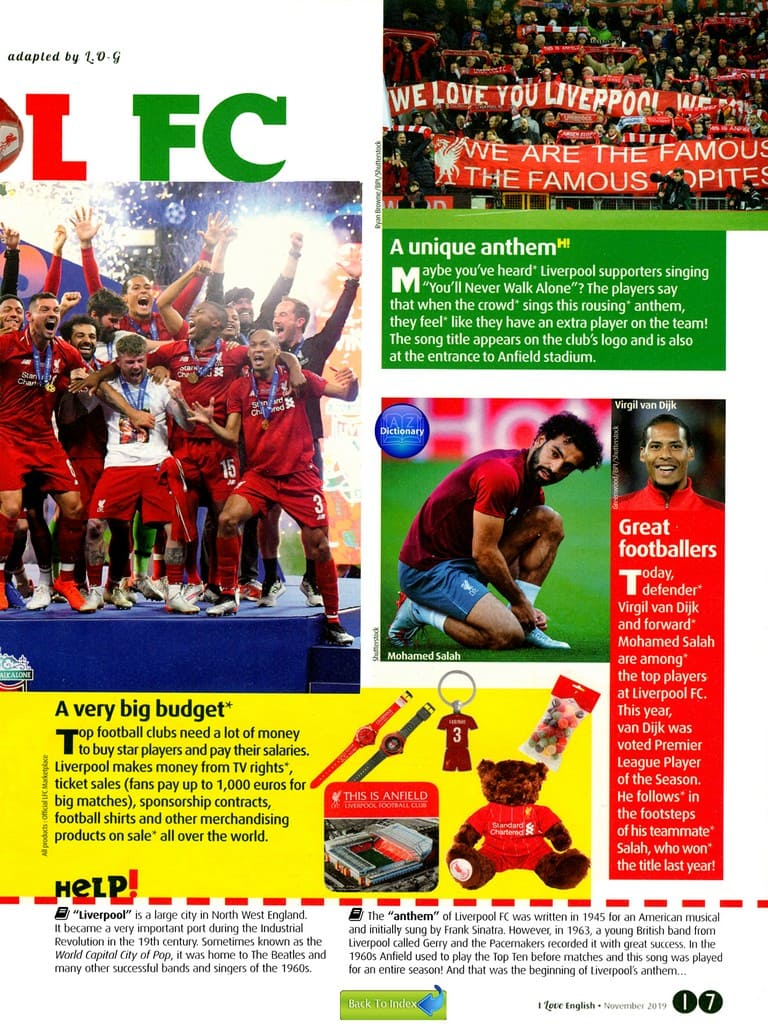 adapted by L.O-G
L FC
WE LOVE YOU LIVERPOOL WE
WE ARE THE FAMOUS
THE FAMOUS KOPITES
Ryan Browne/BPI/Shutterstock
A unique anthem H!
Maybe you've heard* Liverpool supporters singing
"You'll Never Walk Alone"? The players say
that when the crowd* sings this rousing* anthem,
they feel* like they have an extra player on the team!
The song title appears on the club's logo and is also
at the entrance to Anfield stadium.
Standard
Chartered
15
3
AZ
Dictionary
Shutterstock
Mohamed Salah
Virgil van Dijk
Greenwood/BPI/Shutterstock
Great
footballers
Today,
defender*
Virgil van Dijk
and forward*
Mohamed Salah
are among*
the top players
at Liverpool FC.
This year,
van Dijk was
voted Premier
League Player
of the Season.
He follows* in
the footsteps
of his teammate*
Salah, who won*
the title last year!
A very big budget*
Top football clubs need a lot of money
to buy star players and pay their salaries.
Liverpool makes money from TV rights*,
ticket sales (fans pay up to 1,000 euros for
big matches), sponsorship contracts,
football shirts and other merchandising
products on sale* all over the world.
All products : Official LFC Marketplace
FABINHO
3
THIS IS ANFIELD
LIVERPOOL FOOTBALL CLUB
Standard
Chartered
HELP!
"Liverpool" is a large city in North West England.
It became a very important port during the Industrial
Revolution in the 19th century. Sometimes known as the
World Capital City of Pop, it was home to The Beatles and
many other successful bands and singers of the 1960s.
The "anthem" of Liverpool FC was written in 1945 for an American musical
and initially sung by Frank Sinatra. However, in 1963, a young British band from
Liverpool called Gerry and the Pacemakers recorded it with great success. In the
1960s Anfield used to play the Top Ten before matches and this song was played
for an entire season! And that was the beginning of Liverpool's anthem...
Back To Index
I Love English • November 2019 17